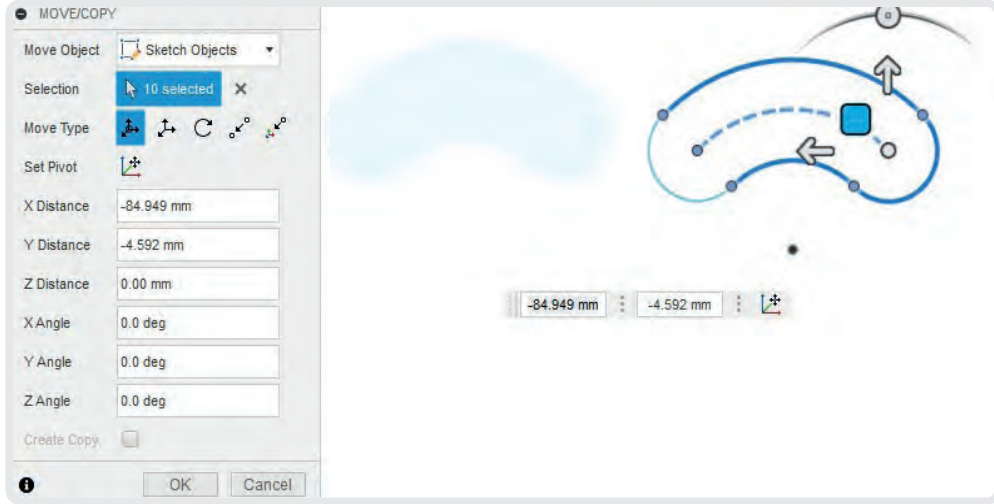 MOVE/COPY
Move Object Sketch Objects
Selection 10 selected
Move Type
Set Pivot
X Distance -84.949 mm
Y Distance -4.592 mm
Z Distance 0.00 mm
X Angle 0.0 deg
Y Angle 0.0 deg
Z Angle 0.0 deg
Create Copy
OK Cancel
-84.949 mm -4.592 mm